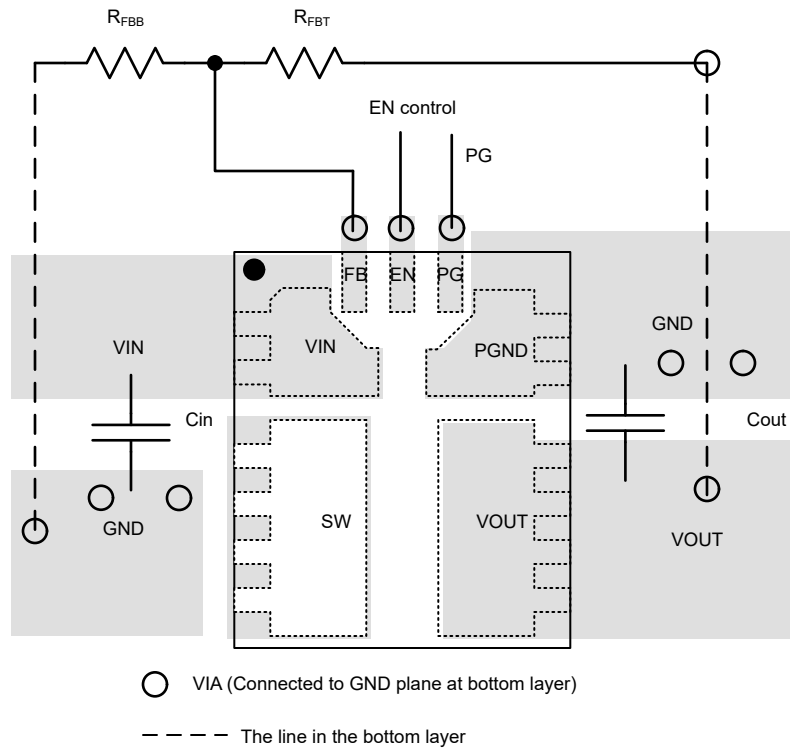 RFBB
RFBT
EN control
PG
FB
EN
PG
GND
VIN
VIN
PGND
Cin
Cout
SW
VOUT
GND
VOUT
VIA (Connected to GND plane at bottom layer)
The line in the bottom layer